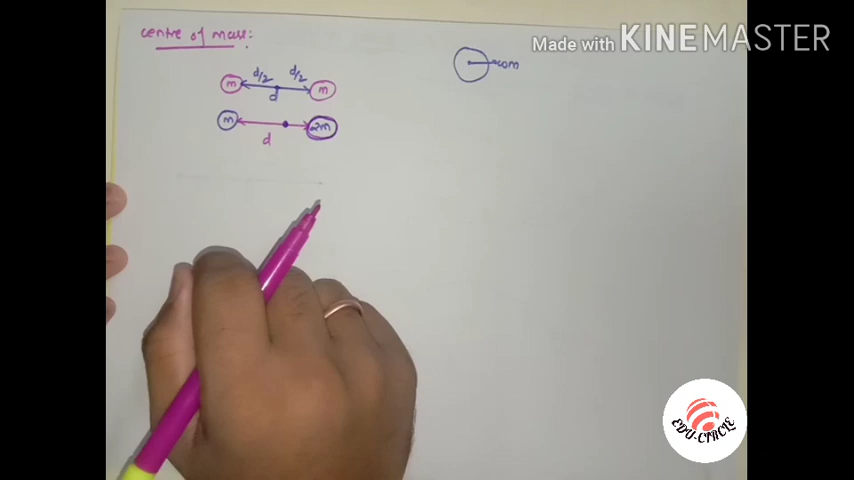 centre of mass:
Made with KINEMASTER
d/2 d/2
m m
d
com
m 2m
d
EDU-CIRCLE